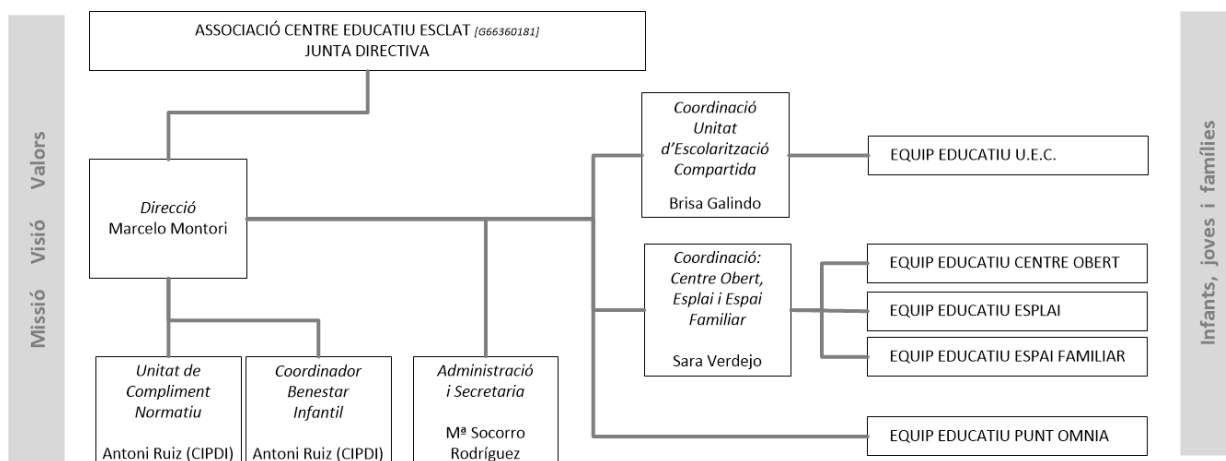 ASSOCIACIÓ CENTRE EDUCATIU ESCLAT [G66360181]
JUNTA DIRECTIVA
Missió Visió Valors
Direcció
Marcelo Montori
Unitat de
Compliment
Normatiu
Antoni Ruiz (CIPDI)
Coordinador
Benestar
Infantil
Antoni Ruiz (CIPDI)
Administració
i Secretaria
Mª Socorro
Rodríguez
Coordinació
Unitat
d’Escolarització
Compartida
Brisa Galindo
EQUIP EDUCATIU U.E.C.
Coordinació:
Centre Obert,
Esplai i Espai
Familiar
Sara Verdejo
EQUIP EDUCATIU CENTRE OBERT
EQUIP EDUCATIU ESPLAI
EQUIP EDUCATIU ESPAI FAMILIAR
EQUIP EDUCATIU PUNT OMNIA
Infants, joves i famílies